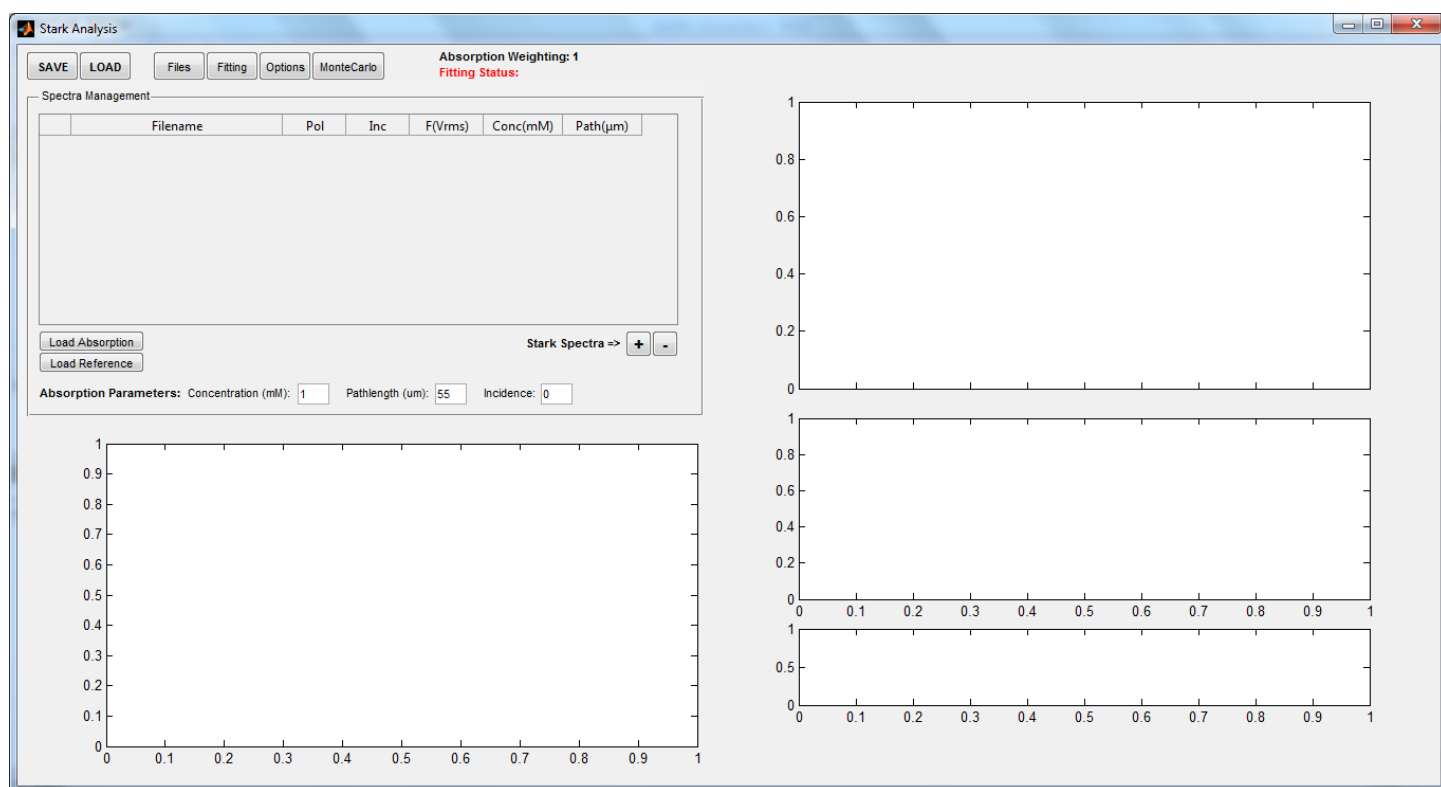 Stark Analysis
SAVE LOAD Files Fitting Options MonteCarlo
Absorption Weighting: 1
Fitting Status:
Spectra Management
Filename Pol Inc F(Vrms) Conc(mM) Path(µm)
Load Absorption
Stark Spectra => + -
Load Reference
Absorption Parameters: Concentration (mM): 1 Pathlength (um): 55 Incidence: 0
1
0.9
0.8
0.7
0.6
0.5
0.4
0.3
0.2
0.1
0
0 0.1 0.2 0.3 0.4 0.5 0.6 0.7 0.8 0.9 1
1
0.8
0.6
0.4
0.2
0
1
0.8
0.6
0.4
0.2
0
0 0.1 0.2 0.3 0.4 0.5 0.6 0.7 0.8 0.9 1
1
0.5
0
0 0.1 0.2 0.3 0.4 0.5 0.6 0.7 0.8 0.9 1